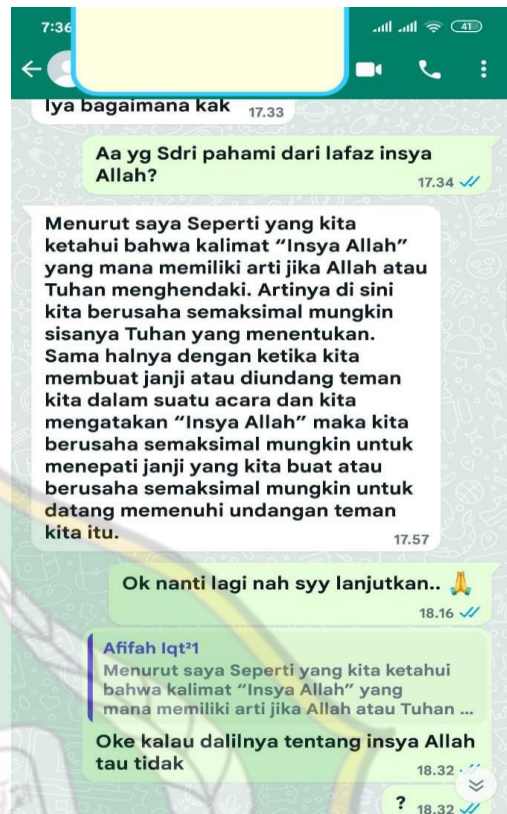 7:36
41
Iya bagaimana kak 17.33
Aa yg Sdri pahami dari lafaz insya
Allah?
17.34
Menurut saya Seperti yang kita
ketahui bahwa kalimat “Insya Allah”
yang mana memiliki arti jika Allah atau
Tuhan menghendaki. Artinya di sini
kita berusaha semaksimal mungkin
sisanya Tuhan yang menentukan.
Sama halnya dengan ketika kita
membuat janji atau diundang teman
kita dalam suatu acara dan kita
mengatakan “Insya Allah” maka kita
berusaha semaksimal mungkin untuk
menepati janji yang kita buat atau
berusaha semaksimal mungkin untuk
datang memenuhi undangan teman
kita itu.
17.57
Ok nanti lagi nah syy lanjutkan.. 🙏
18.16
Afifah Iqt²1
Menurut saya Seperti yang kita ketahui
bahwa kalimat “Insya Allah” yang
mana memiliki arti jika Allah atau Tuhan ...
Oke kalau dalilnya tentang insya Allah
tau tidak
18.32
? 18.32